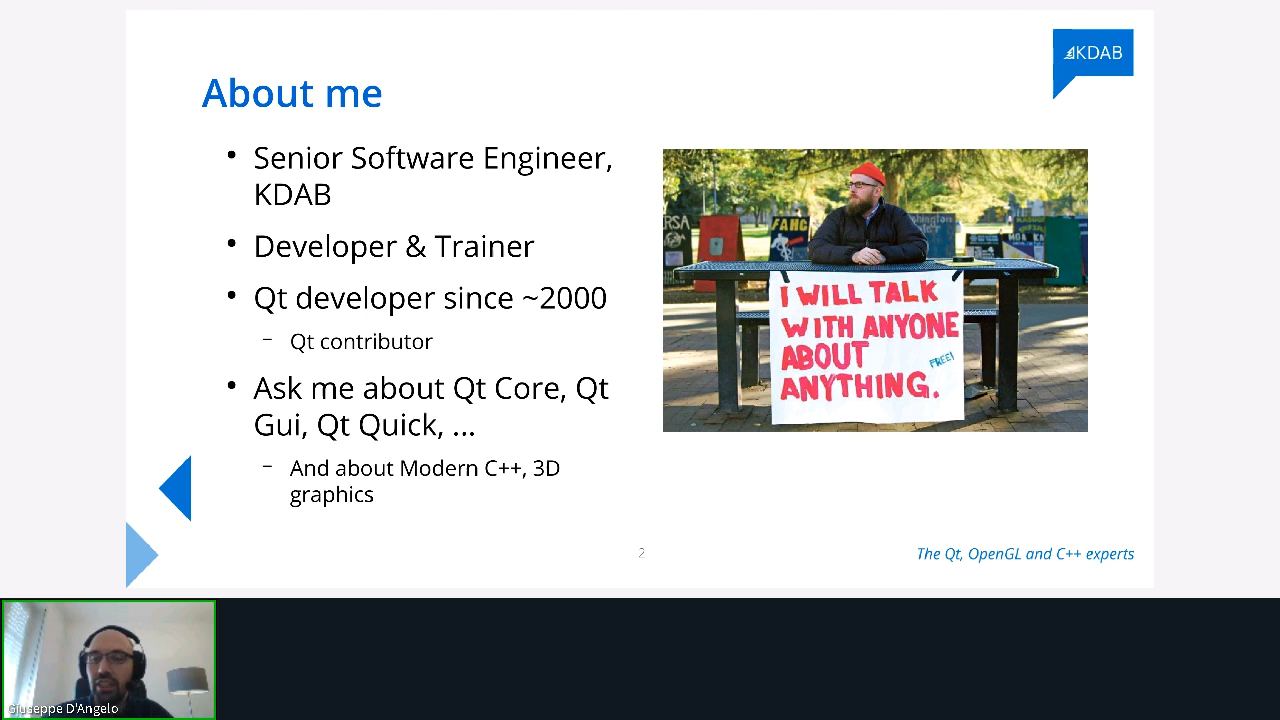 KDAB
About me
• Senior Software Engineer,
KDAB
• Developer & Trainer
• Qt developer since ~2000
– Qt contributor
• Ask me about Qt Core, Qt
Gui, Qt Quick, ...
– And about Modern C++, 3D
graphics
FAHC
I WILL TALK
WITH ANYONE
ABOUT
FREE!
ANYTHING.
2
The Qt, OpenGL and C++ experts
Giuseppe D'Angelo